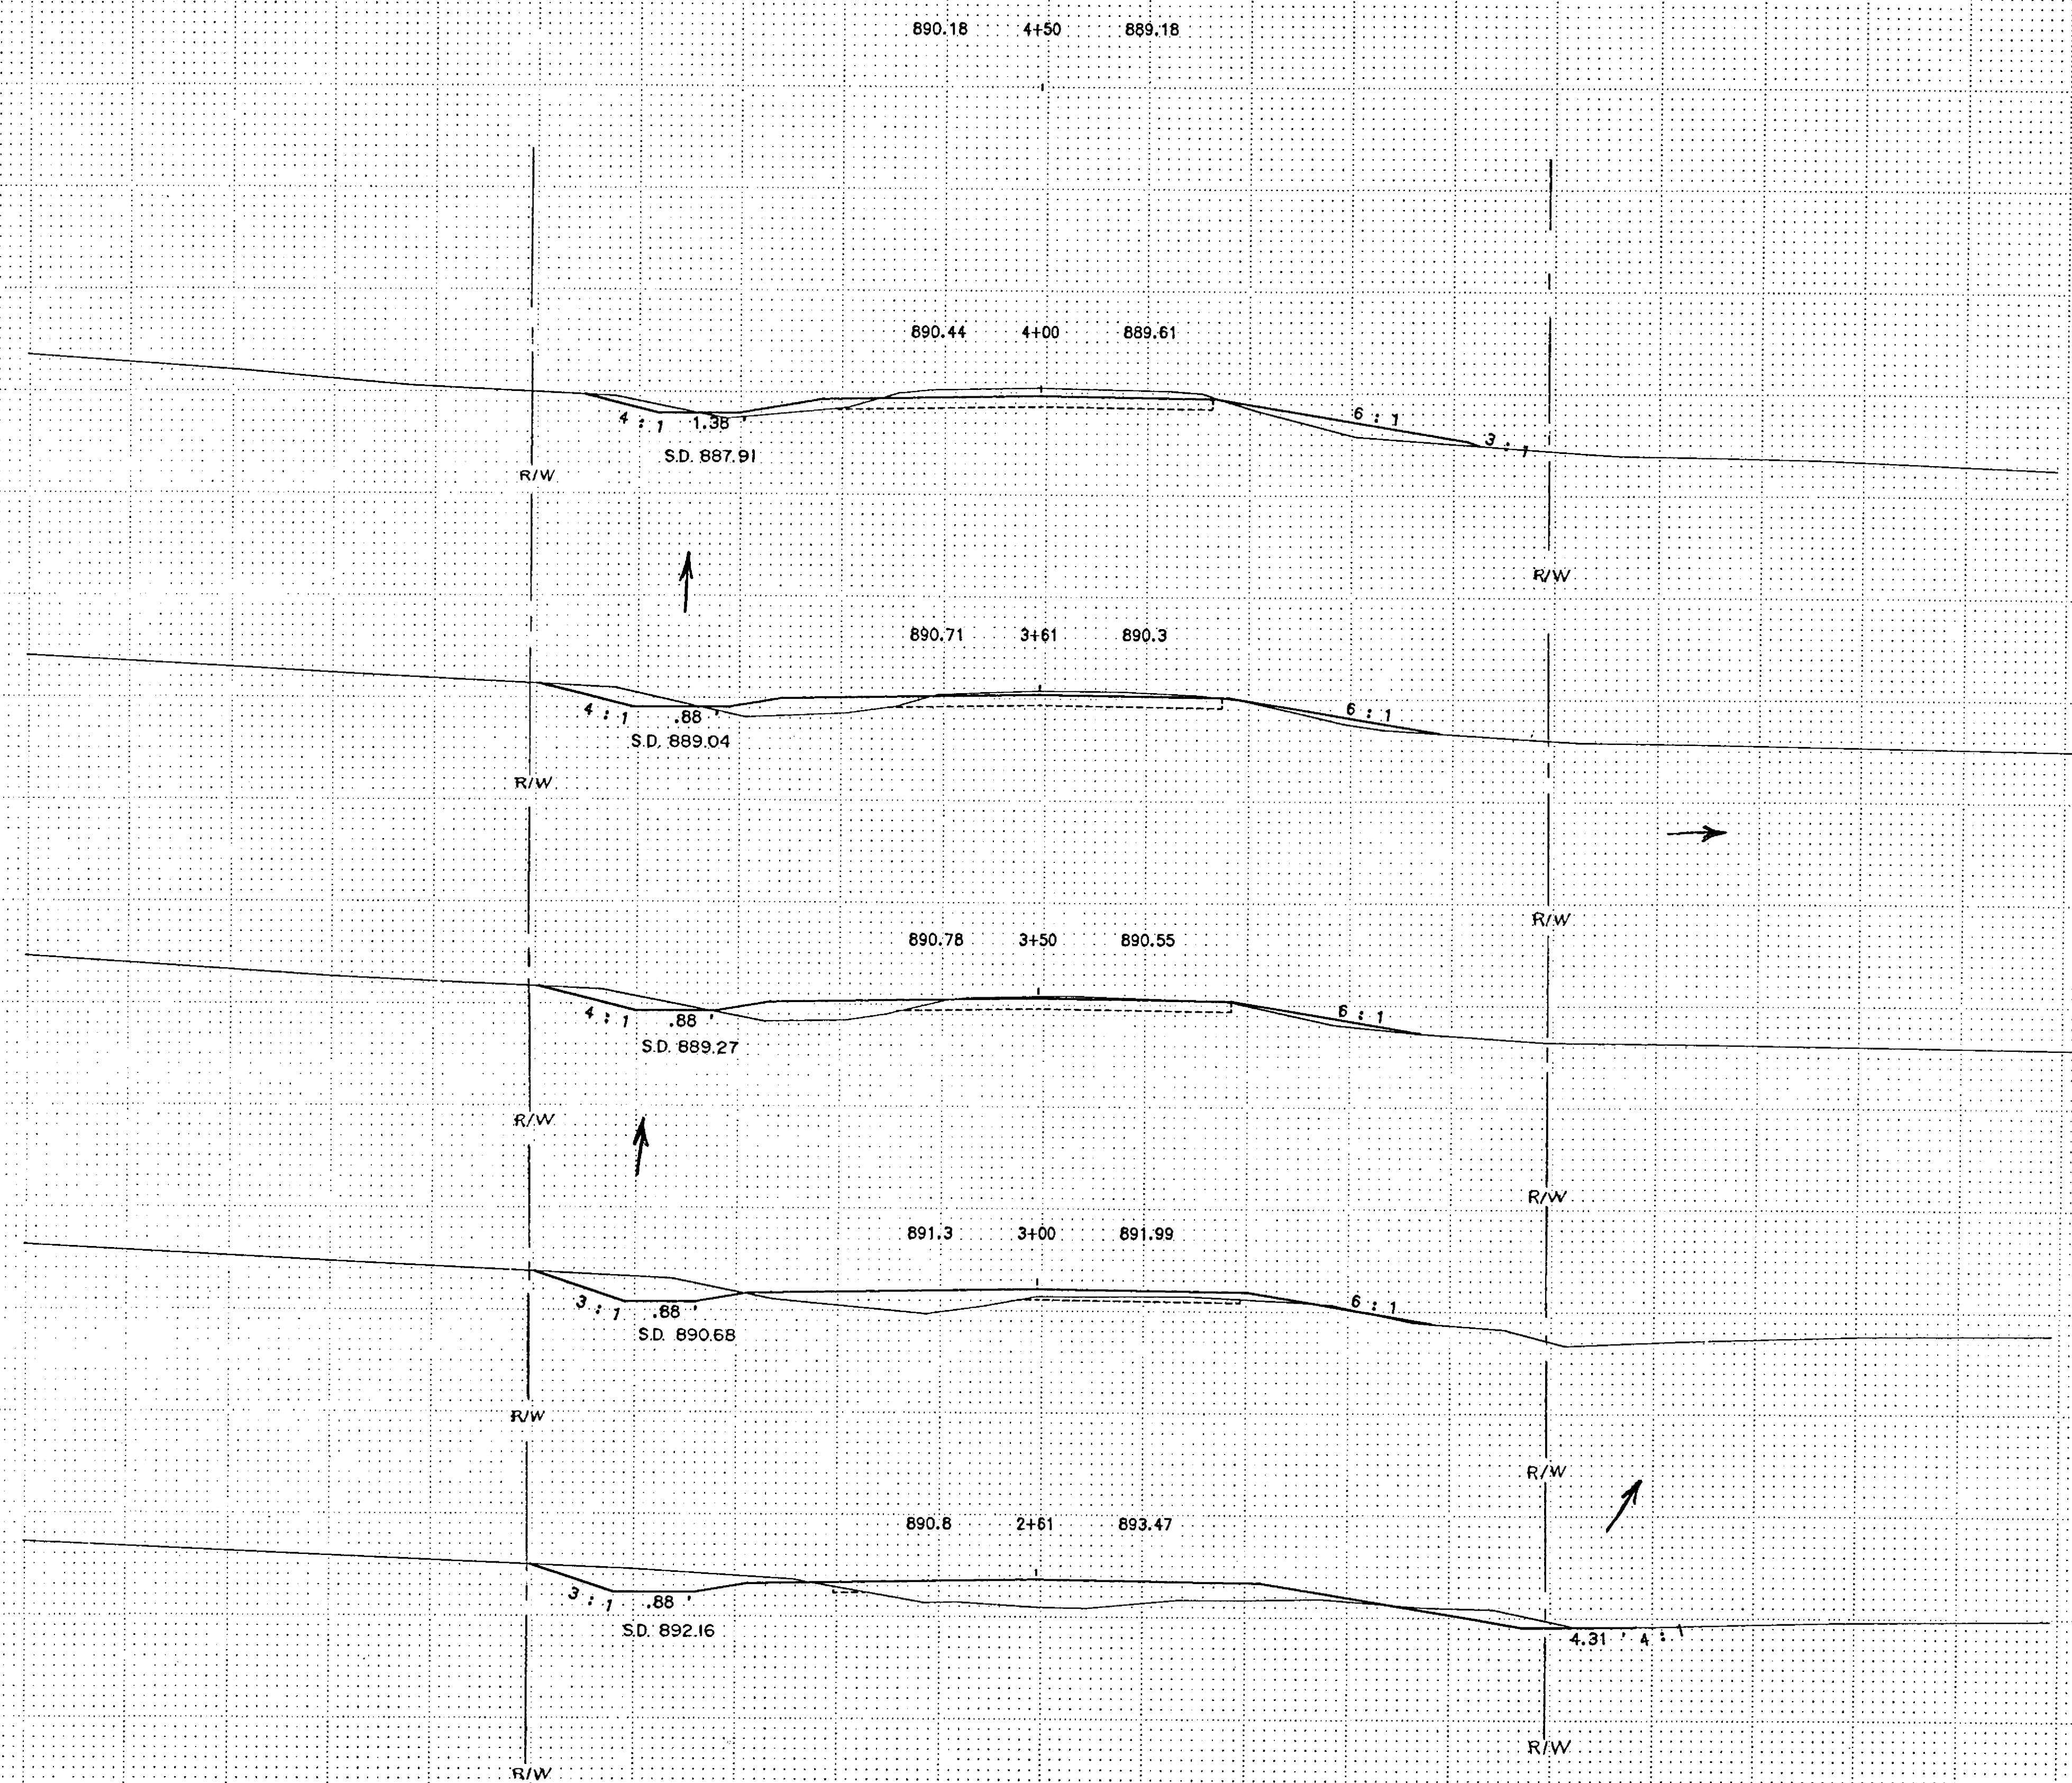 890.18 4+50 889.18
890.44 4+00 889.61
4 : 1 1.38 ' 6 : 1 3 : 1
S.D. 887.91
R/W
R/W
890.71 3+61 890.3
4 : 1 .88 ' 6 : 1
S.D. 889.04
R/W
R/W
890.78 3+50 890.55
4 : 1 .88 ' 6 : 1
S.D. 889.27
R/W
R/W
891.3 3+00 891.99
3 : 1 .88 ' 6 : 1
S.D. 890.68
R/W
R/W
890.8 2+61 893.47
3 : 1 .88 '
S.D. 892.16
4.31 ' 4 : 1
R/W
R/W